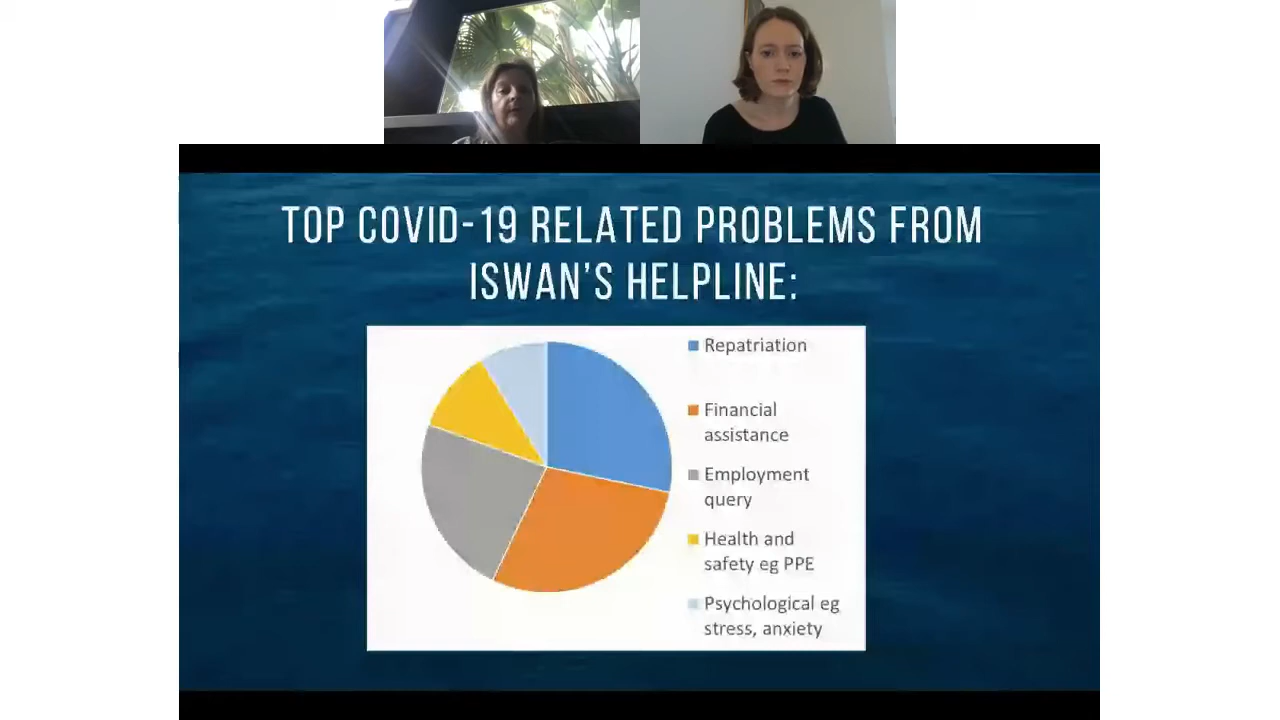 TOP COVID-19 RELATED PROBLEMS FROM
ISWAN'S HELPLINE:
Repatriation
Financial
assistance
Employment
query
Health and
safety eg PPE
Psychological eg
stress, anxiety